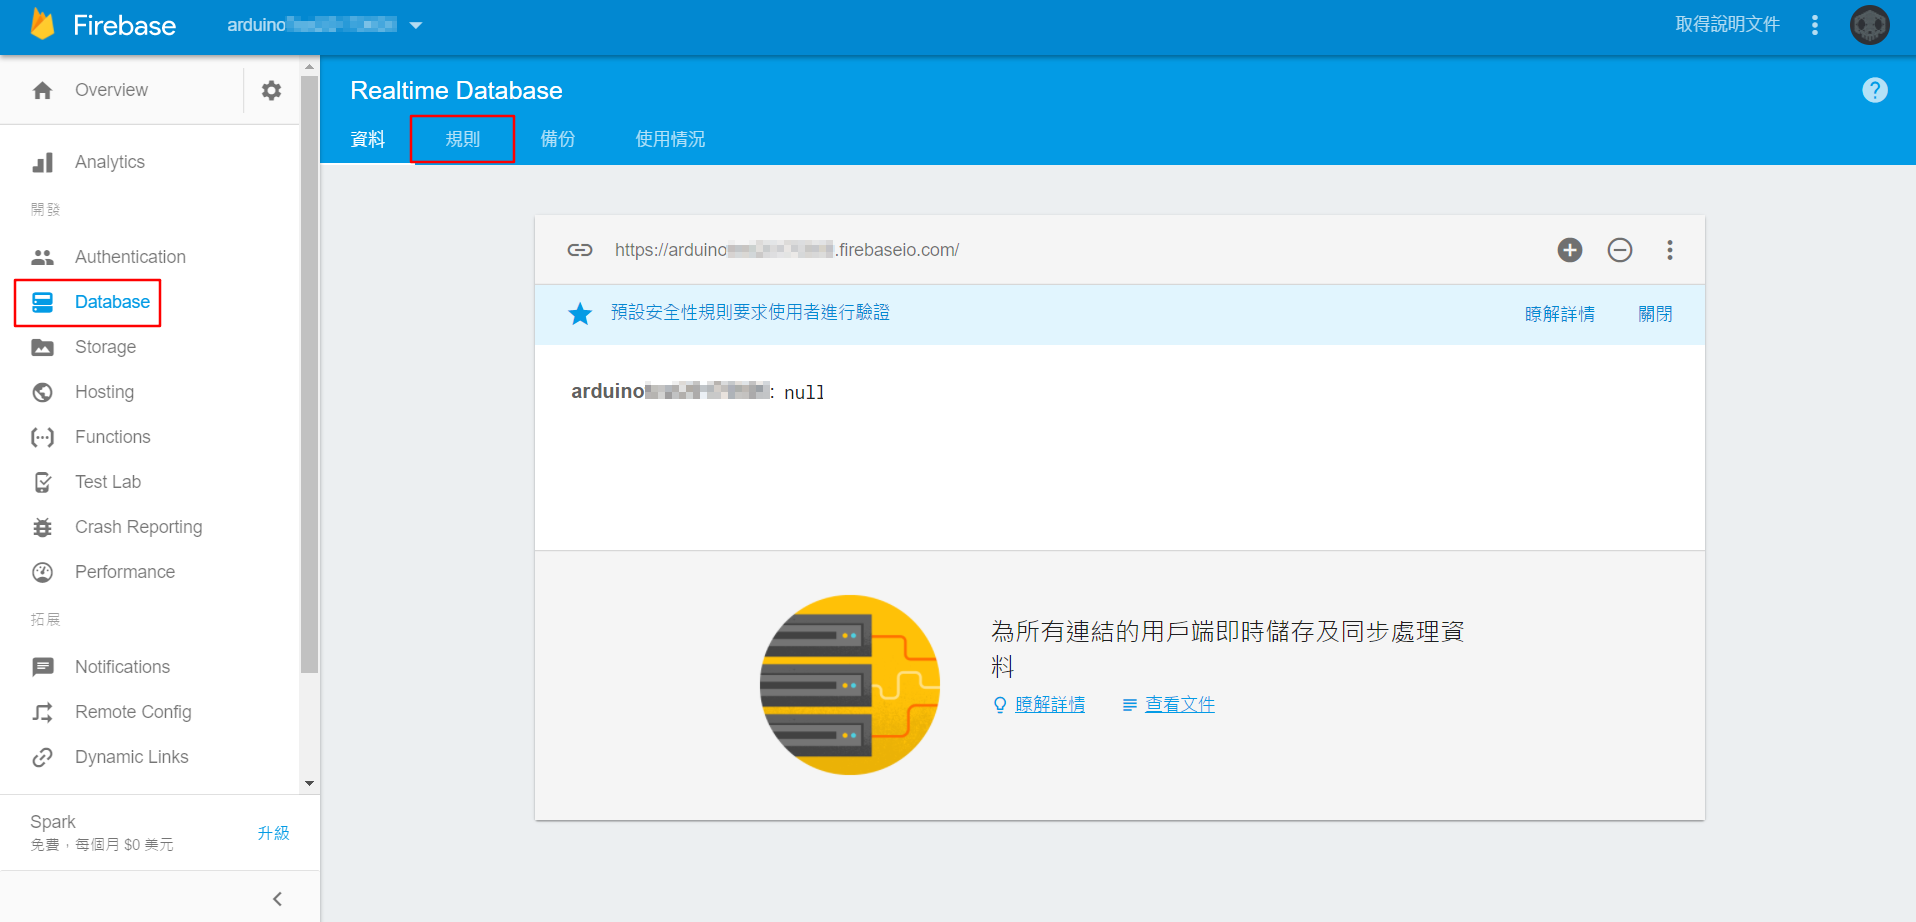 Firebase
arduino
取得說明文件
Overview
Analytics
開發
Authentication
Database
Storage
Hosting
Functions
Test Lab
Crash Reporting
Performance
拓展
Notifications
Remote Config
Dynamic Links
Spark
免費，每個月 $0 美元
升級
Realtime Database
資料
規則
備份
使用情況
https://arduino .firebaseio.com/
預設安全性規則要求使用者進行驗證
瞭解詳情
關閉
arduino : null
為所有連結的用戶端即時儲存及同步處理資
料
瞭解詳情
查看文件